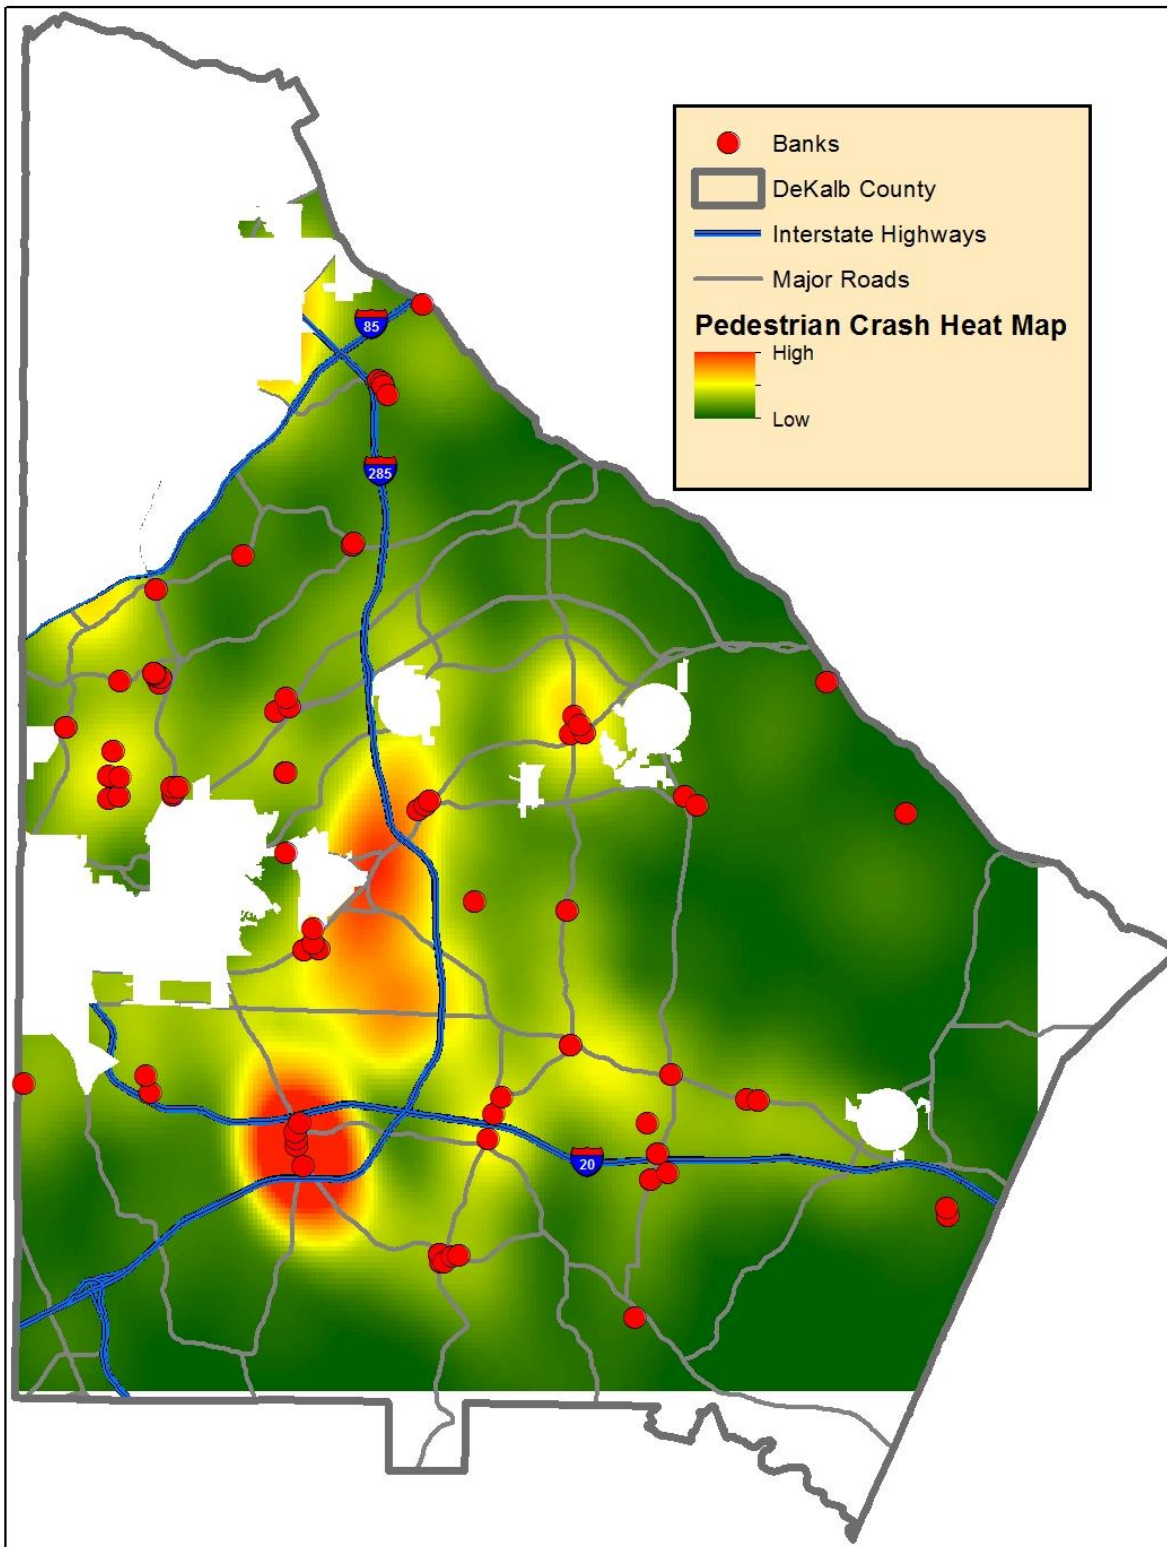 Banks
DeKalb County
Interstate Highways
Major Roads
Pedestrian Crash Heat Map
High
Low
85
285
20